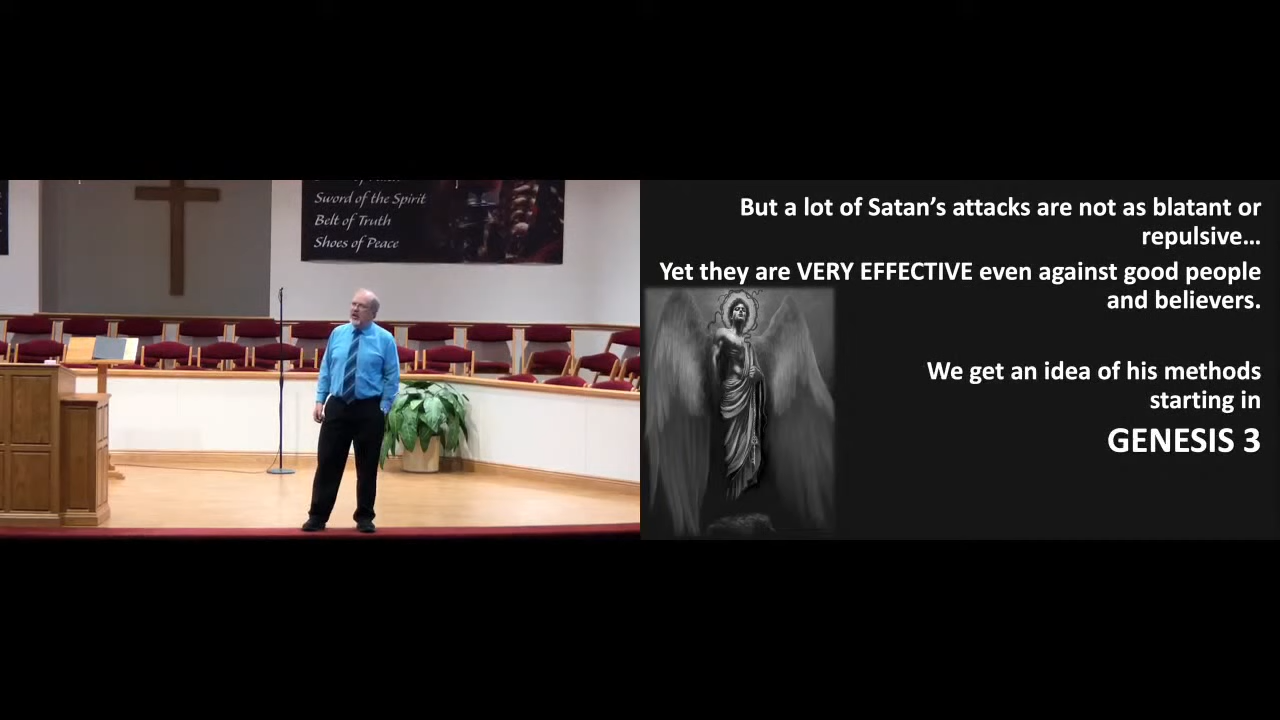 Sword of the Spirit
Belt of Truth
Shoes of Peace
But a lot of Satan's attacks are not as blatant or
repulsive…
Yet they are VERY EFFECTIVE even against good people
and believers.
We get an idea of his methods
starting in
GENESIS 3